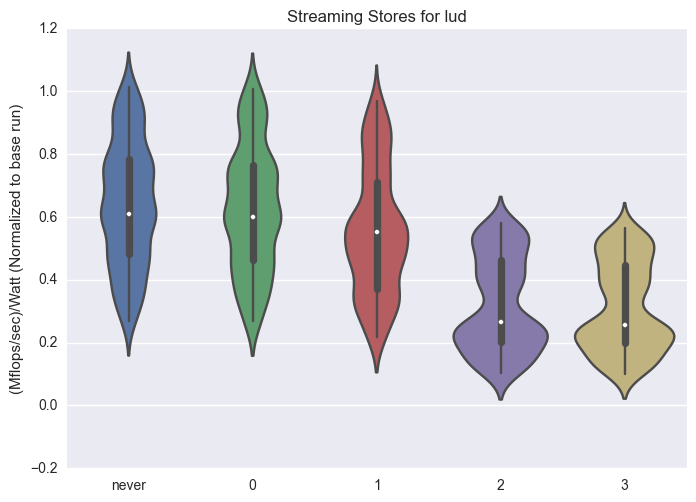 Streaming Stores for lud
(Mflops/sec)/Watt (Normalized to base run)
1.2
1.0
0.8
0.6
0.4
0.2
0.0
−0.2
never 0 1 2 3